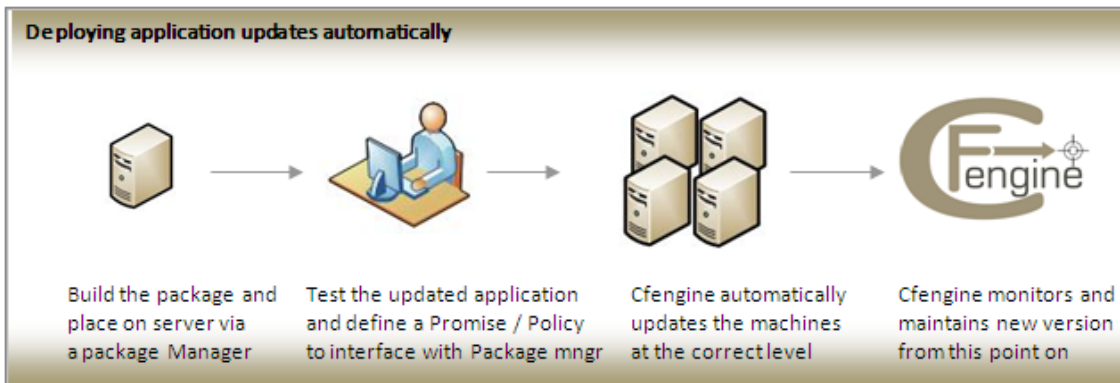 Deploying application updates automatically
CFengine
Build the package and
place on server via
a package Manager
Test the updated application
and define a Promise / Policy
to interface with Package mngr
Cfengine automatically
updates the machines
at the correct level
Cfengine monitors and
maintains new version
from this point on